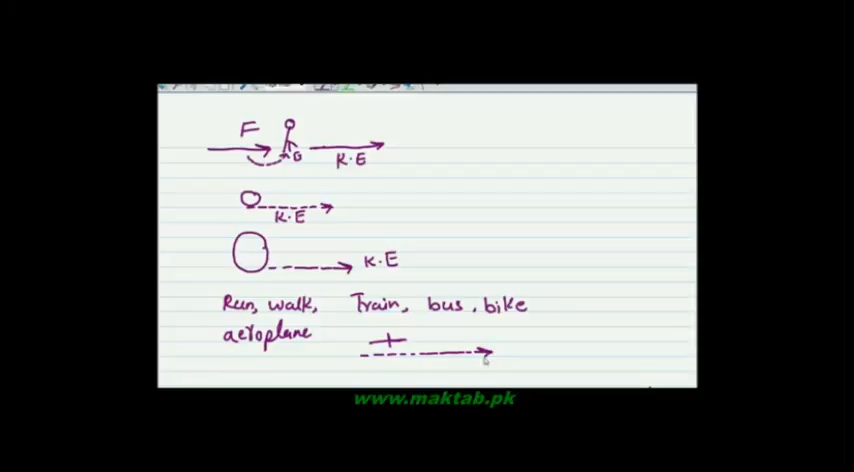 F
K.E
K.E
K.E
Run, walk, Train, bus, bike
aeroplane
www.maktab.pk